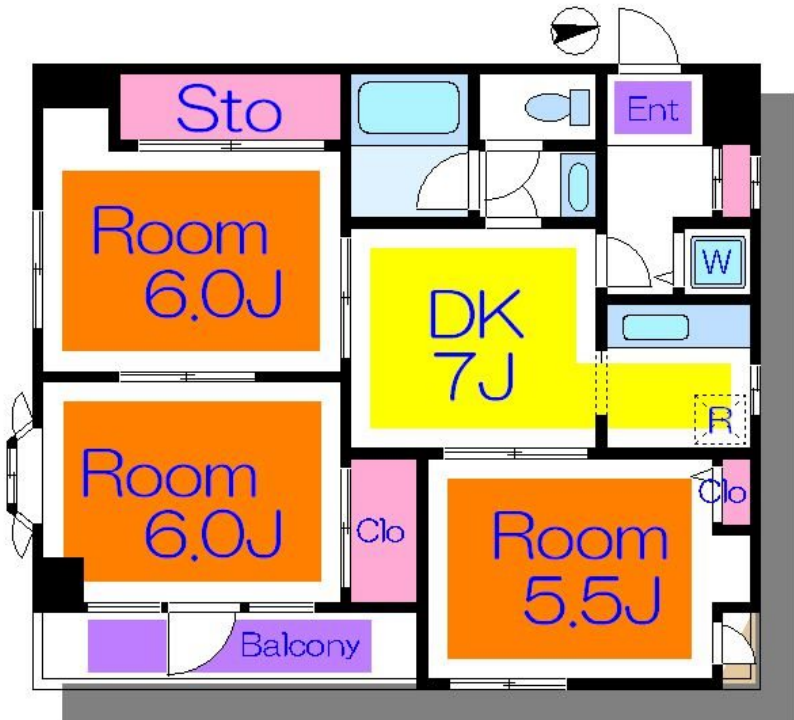 Sto
Ent
Room
6.0J
W
DK
7J
R
Room
6.0J
Clo
Clo
Room
5.5J
Balcony